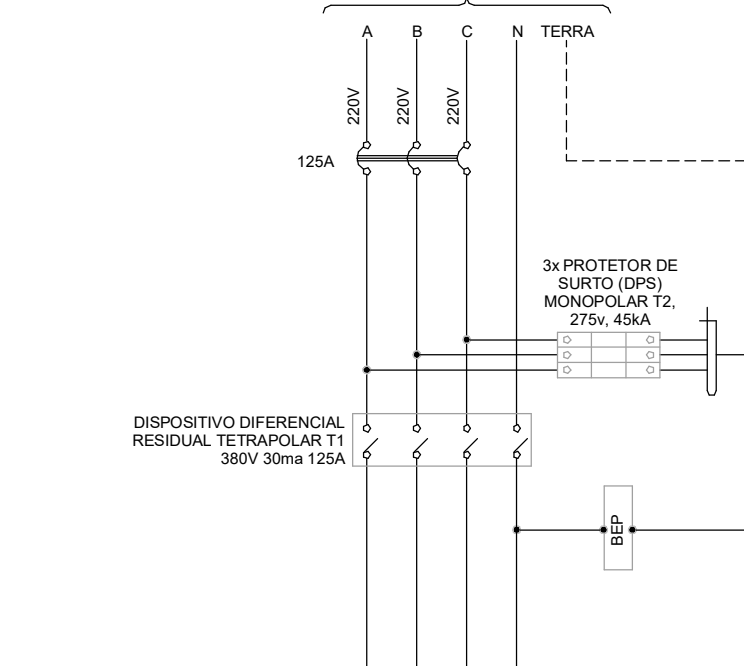 A B C N TERRA
220V 220V 220V
125A
3x PROTETOR DE
SURTO (DPS)
MONOPOLAR T2,
275v, 45kA
DISPOSITIVO DIFERENCIAL
RESIDUAL TETRAPOLAR T1
380V 30ma 125A
BEP